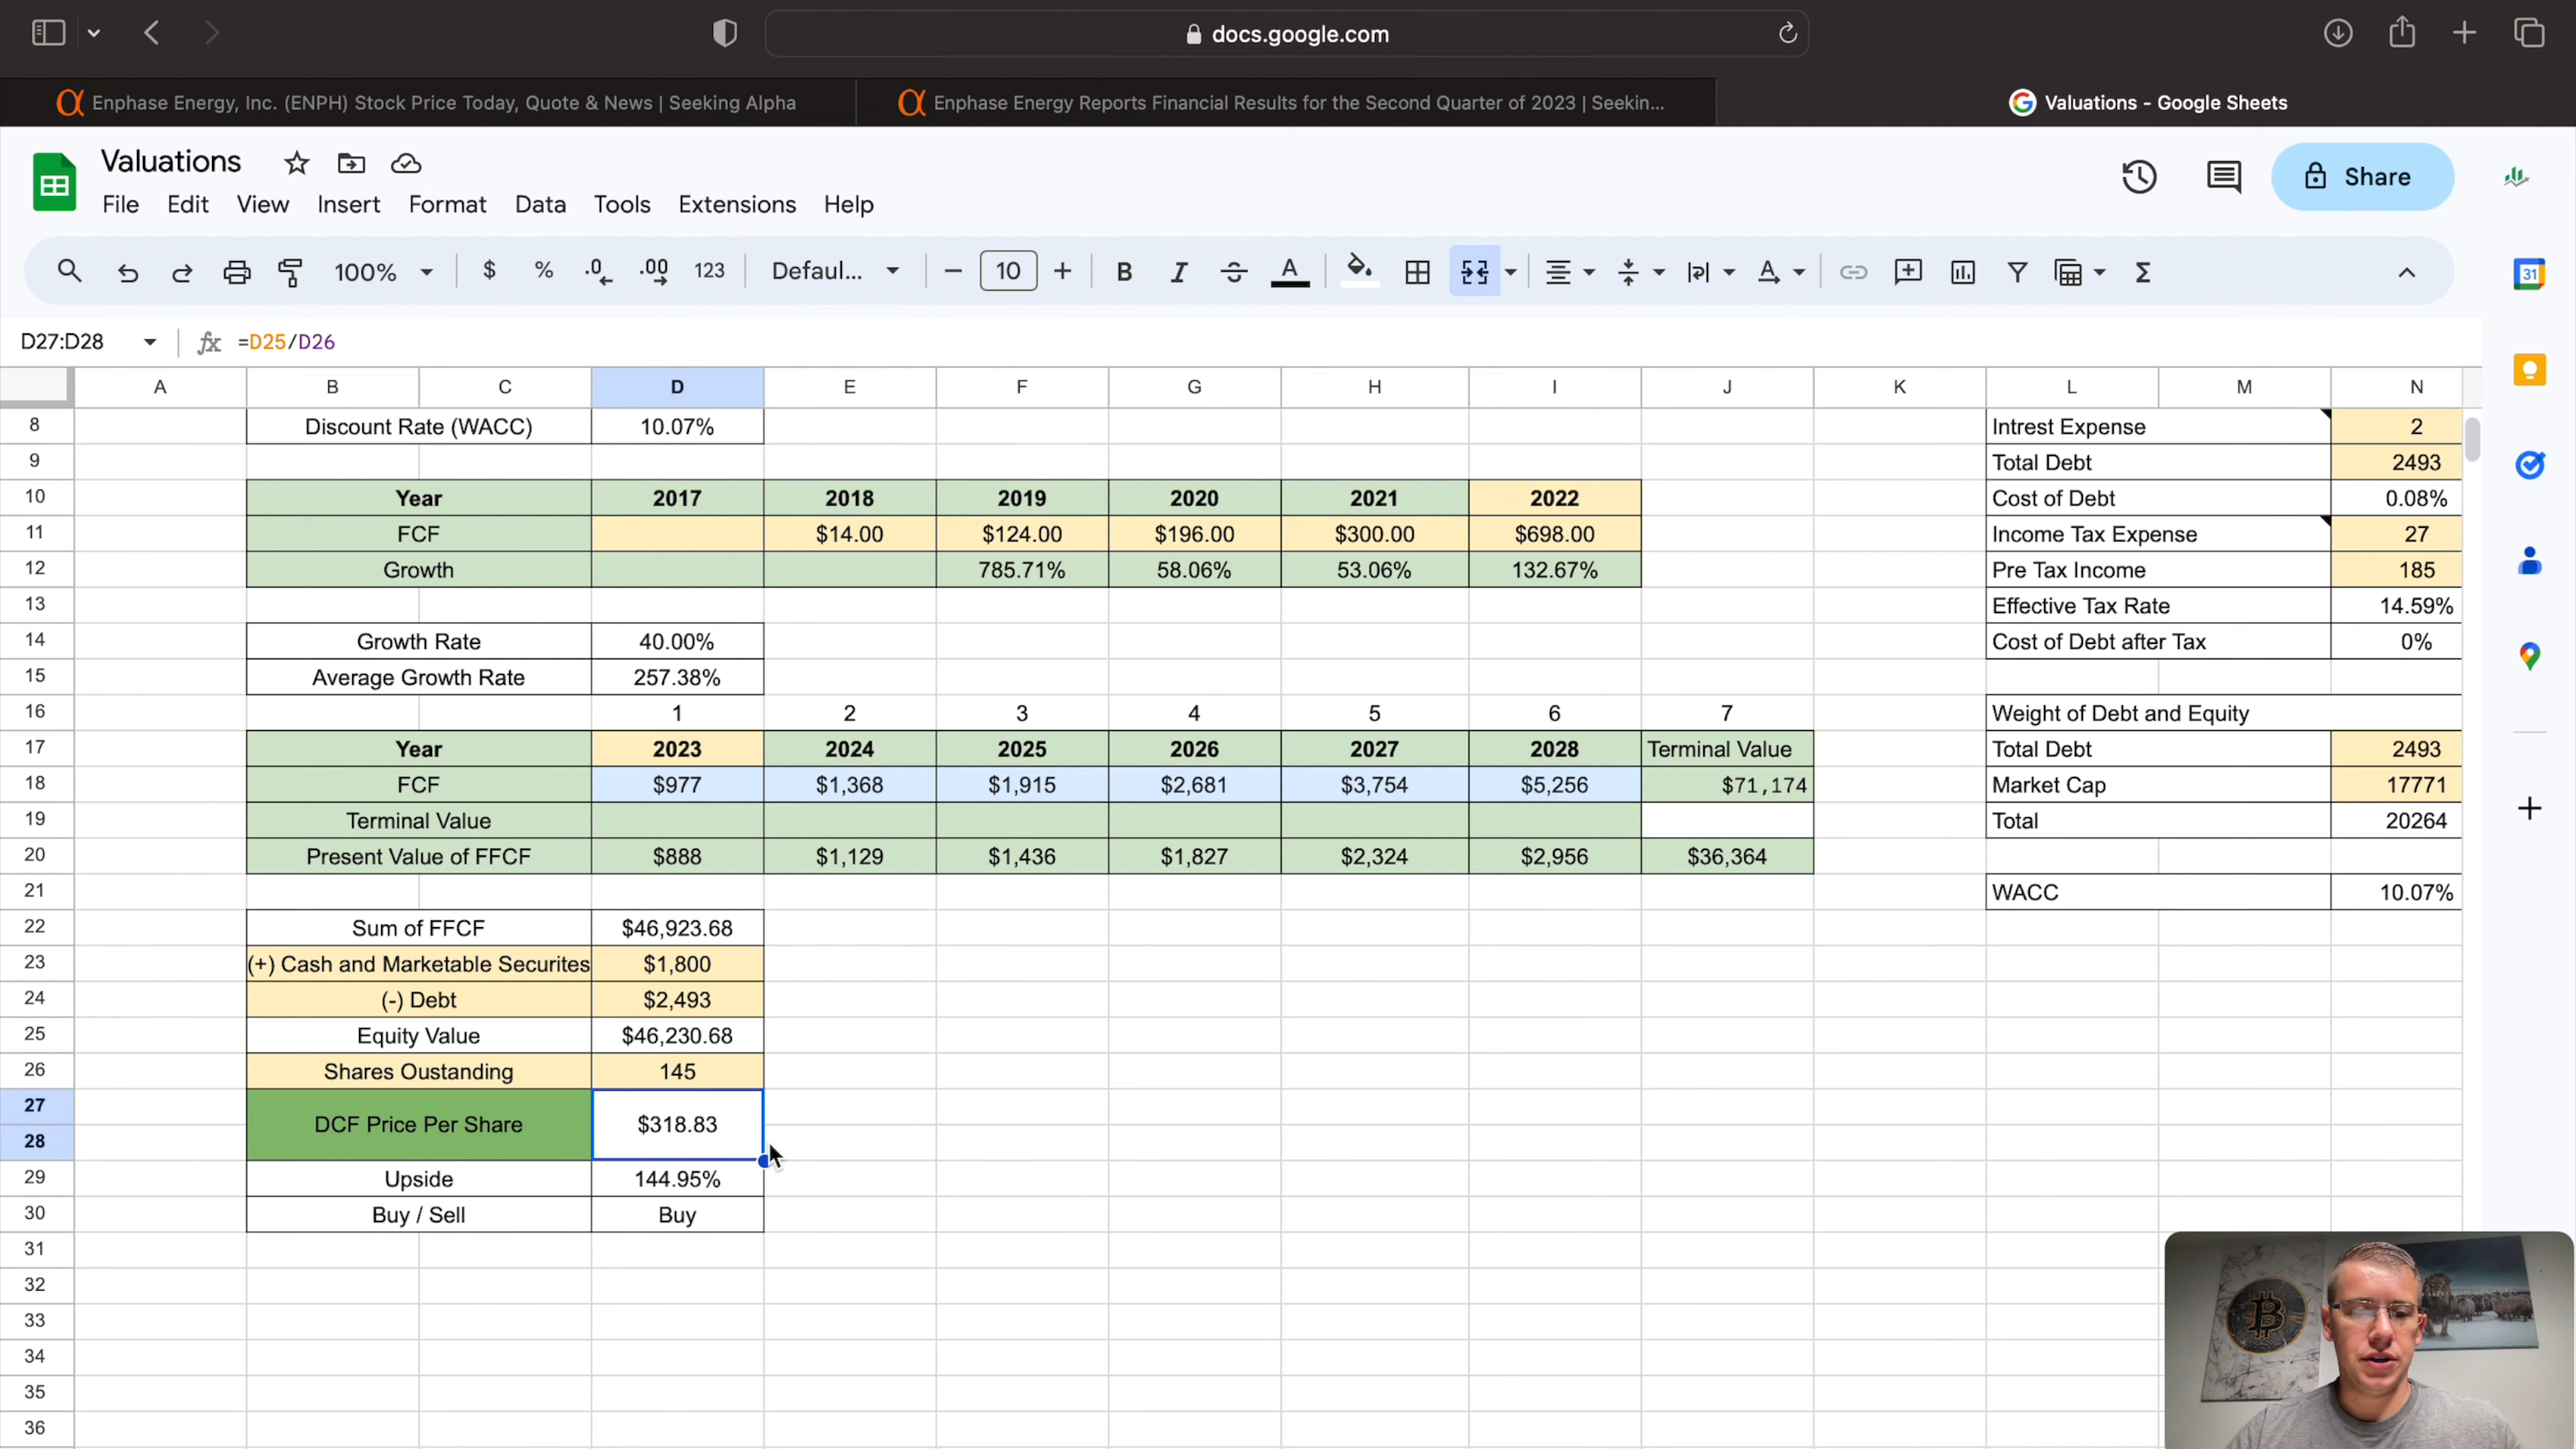 docs.google.com
Enphase Energy, Inc. (ENPH) Stock Price Today, Quote & News | Seeking Alpha
Enphase Energy Reports Financial Results for the Second Quarter of 2023 | Seekin...
Valuations - Google Sheets
Valuations
File Edit View Insert Format Data Tools Extensions Help
Share
100% $ % .0 .00 123 Defaul... 10 B I A
31
D27:D28 fx =D25/D26
A B C D E F G H I J K L M N
8 Discount Rate (WACC) 10.07% Intrest Expense 2
9 Total Debt 2493
10 Year 2017 2018 2019 2020 2021 2022 Cost of Debt 0.08%
11 FCF $14.00 $124.00 $196.00 $300.00 $698.00 Income Tax Expense 27
12 Growth 785.71% 58.06% 53.06% 132.67% Pre Tax Income 185
13 Effective Tax Rate 14.59%
14 Growth Rate 40.00% Cost of Debt after Tax 0%
15 Average Growth Rate 257.38%
16 1 2 3 4 5 6 7 Weight of Debt and Equity
17 Year 2023 2024 2025 2026 2027 2028 Terminal Value Total Debt 2493
18 FCF $977 $1,368 $1,915 $2,681 $3,754 $5,256 $71,174 Market Cap 17771
19 Terminal Value Total 20264
20 Present Value of FFCF $888 $1,129 $1,436 $1,827 $2,324 $2,956 $36,364
21 WACC 10.07%
22 Sum of FFCF $46,923.68
23 (+) Cash and Marketable Securites $1,800
24 (-) Debt $2,493
25 Equity Value $46,230.68
26 Shares Oustanding 145
27 DCF Price Per Share $318.83
28
29 Upside 144.95%
30 Buy / Sell Buy
31
32
33
34
35
36